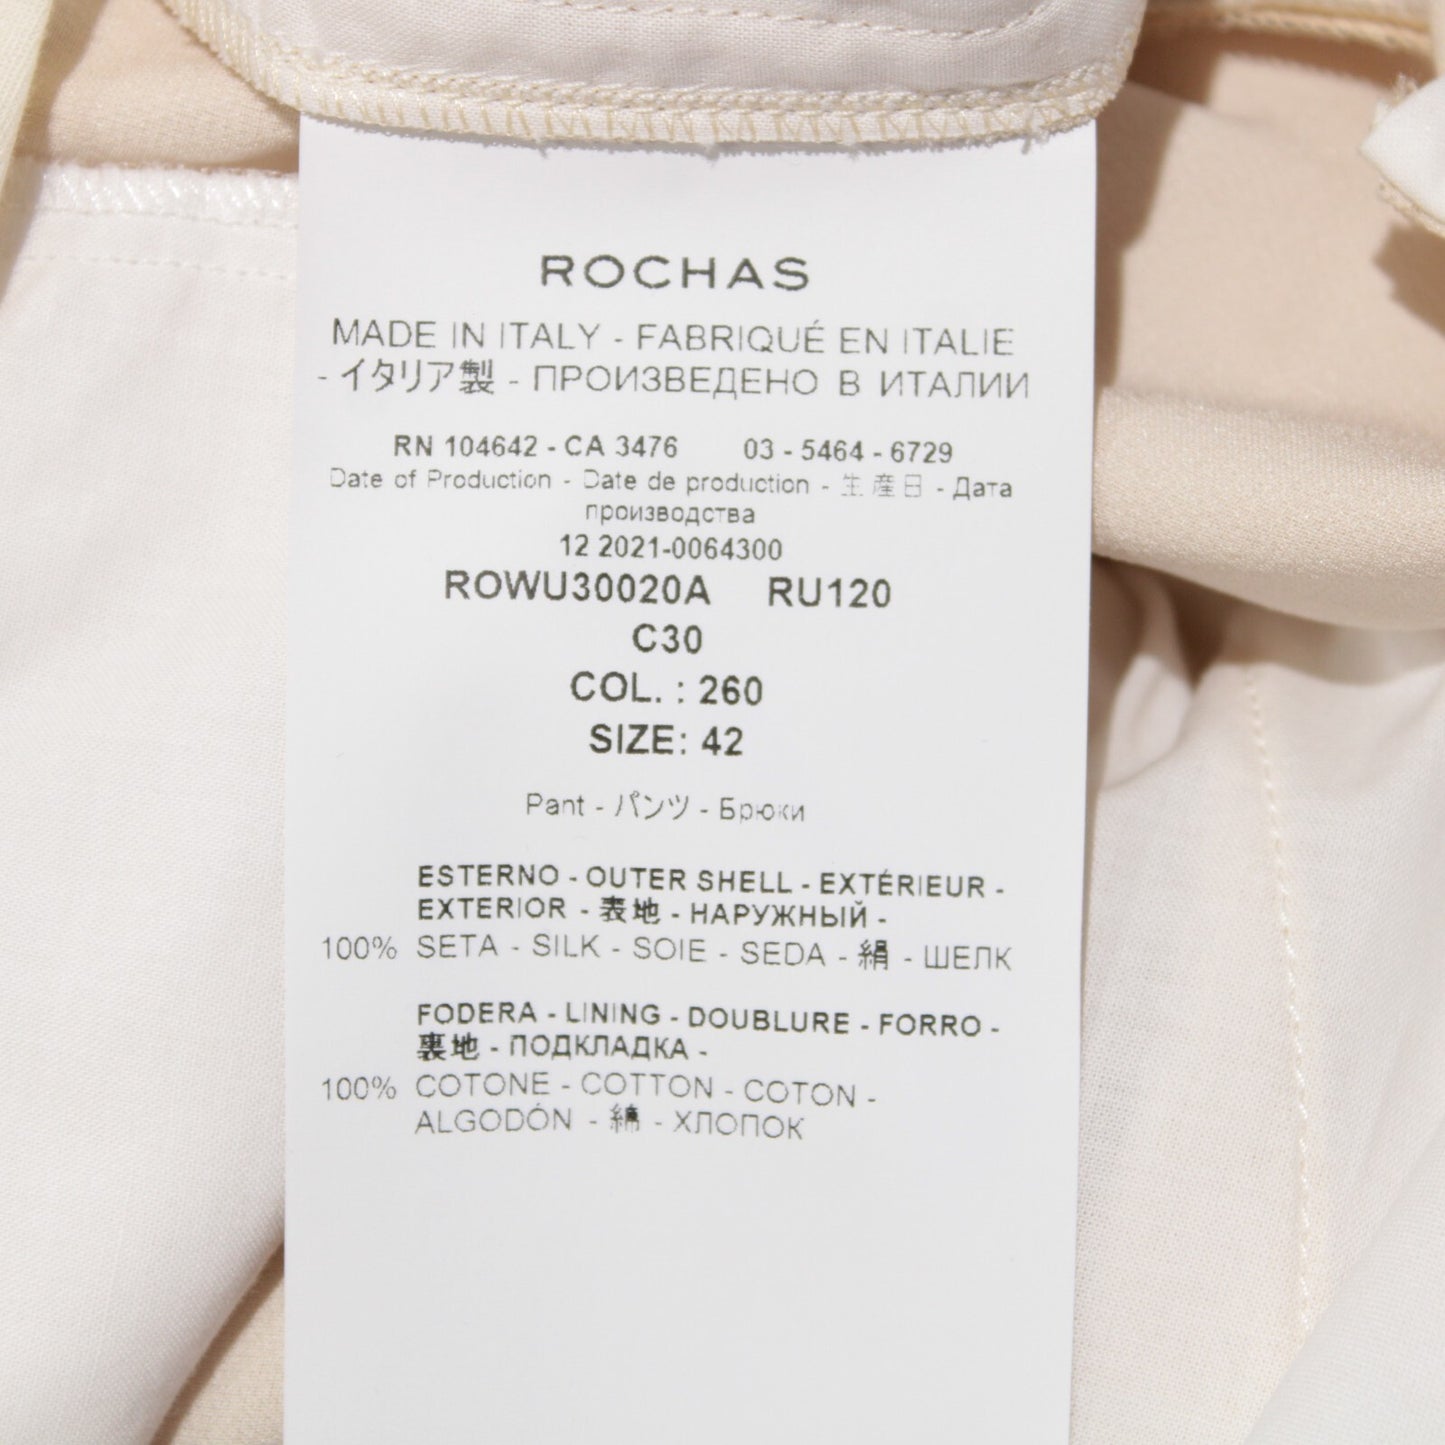 ROCHAS
MADE IN ITALY - FABRIQUÉ EN ITALIE
- イタリア製 - ПРОИЗВЕДЕНО В ИТАЛИИ
RN 104642 - CA 3476 03 - 5464 - 6729
Date of Production - Date de production - 生産日 - Дата
производства
12 2021-0064300
ROWU30020A RU120
C30
COL. : 260
SIZE: 42
Pant - パンツ - Брюки
ESTERNO - OUTER SHELL - EXTÉRIEUR -
EXTERIOR - 表地 - НАРУЖНЫЙ -
100% SETA - SILK - SOIE - SEDA - 絹 - ШЕЛК
FODERA - LINING - DOUBLURE - FORRO -
裏地 - ПОДКЛАДКА -
100% COTONE - COTTON - COTON -
ALGODÓN - 綿 - ХЛОПОК